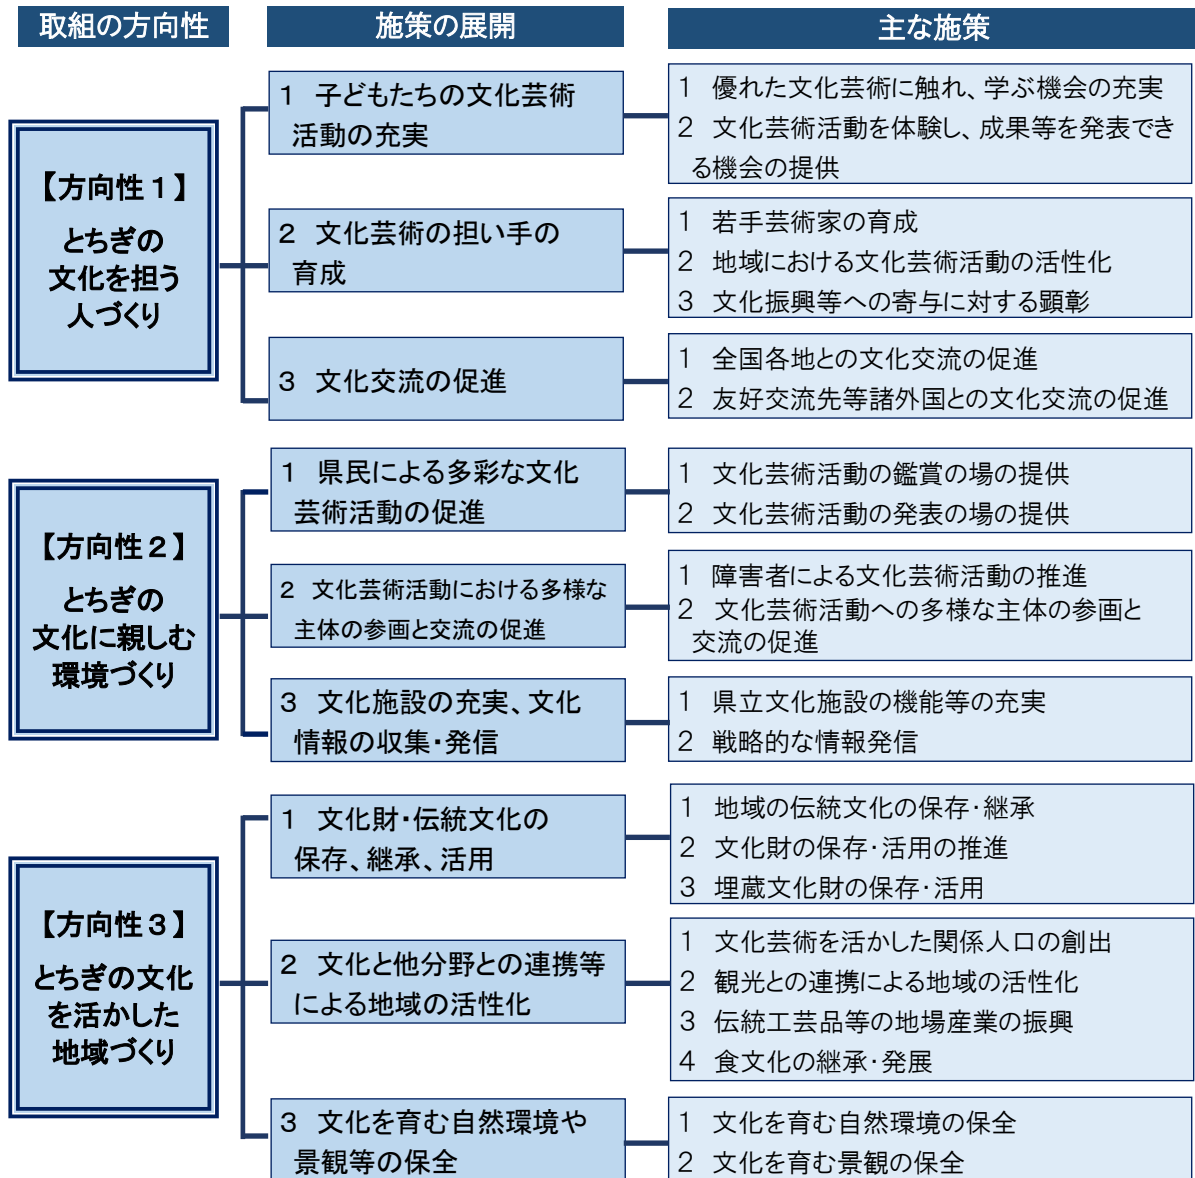 取組の方向性
施策の展開
主な施策
【方向性１】
とちぎの
文化を担う
人づくり
１　子どもたちの文化芸術
活動の充実
1　優れた文化芸術に触れ、学ぶ機会の充実
2　文化芸術活動を体験し、成果等を発表でき
る機会の提供
２　文化芸術の担い手の
育成
1　若手芸術家の育成
2　地域における文化芸術活動の活性化
3　文化振興等への寄与に対する顕彰
３　文化交流の促進
1　全国各地との文化交流の促進
2　友好交流先等諸外国との文化交流の促進
【方向性２】
とちぎの
文化に親しむ
環境づくり
１　県民による多彩な文化
芸術活動の促進
1　文化芸術活動の鑑賞の場の提供
2　文化芸術活動の発表の場の提供
２　文化芸術活動における多様な
主体の参画と交流の促進
1　障害者による文化芸術活動の推進
2　文化芸術活動への多様な主体の参画と
交流の促進
３　文化施設の充実、文化
情報の収集・発信
1　県立文化施設の機能等の充実
2　戦略的な情報発信
【方向性３】
とちぎの文化
を活かした
地域づくり
１　文化財・伝統文化の
保存、継承、活用
1　地域の伝統文化の保存・継承
2　文化財の保存・活用の推進
3　埋蔵文化財の保存・活用
２　文化と他分野との連携等
による地域の活性化
1　文化芸術を活かした関係人口の創出
2　観光との連携による地域の活性化
3　伝統工芸品等の地場産業の振興
4　食文化の継承・発展
３　文化を育む自然環境や
景観等の保全
1　文化を育む自然環境の保全
2　文化を育む景観の保全